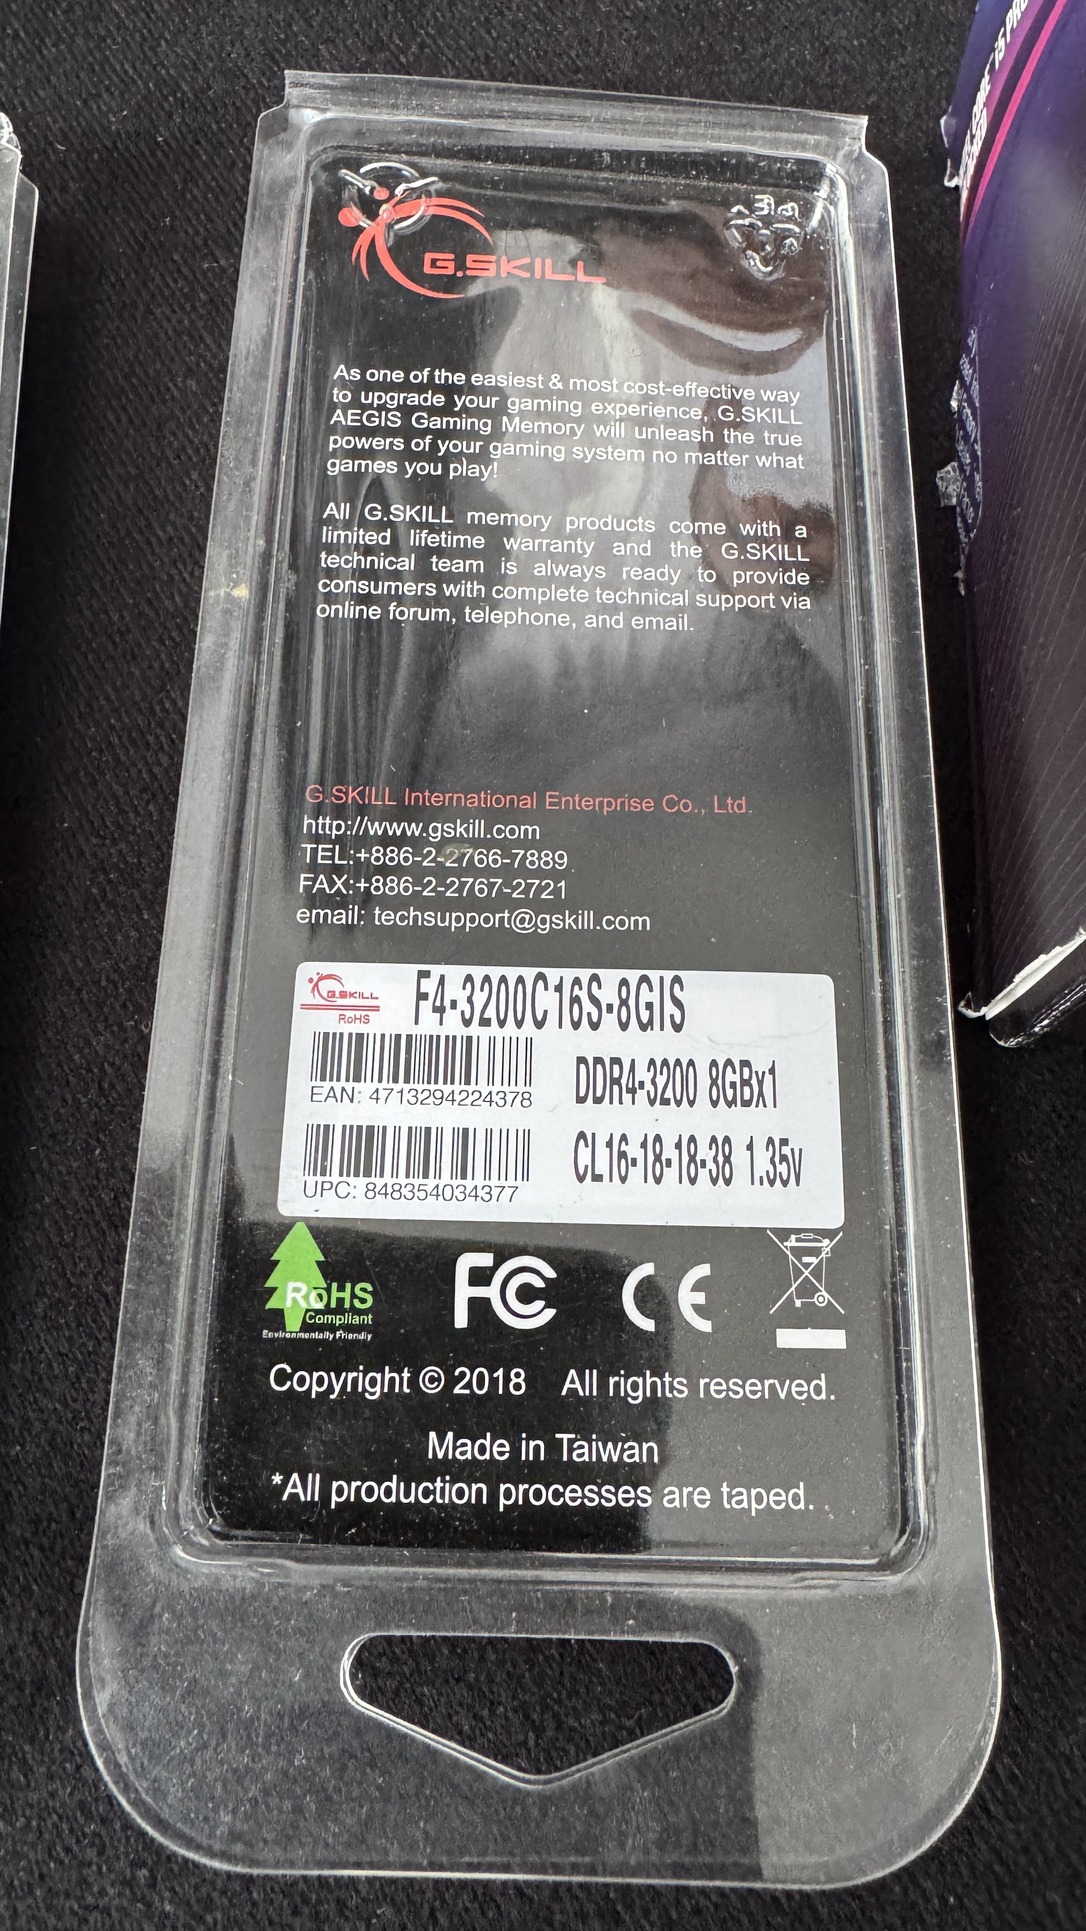 G.SKILL
As one of the easiest & most cost-effective way
to upgrade your gaming experience, G.SKILL
AEGIS Gaming Memory will unleash the true
powers of your gaming system no matter what
games you play!
All G.SKILL memory products come with a
limited lifetime warranty and the G.SKILL
technical team is always ready to provide
consumers with complete technical support via
online forum, telephone, and email.
G.SKILL International Enterprise Co., Ltd.
http://www.gskill.com
TEL:+886-2-2766-7889
FAX:+886-2-2767-2721
email: techsupport@gskill.com
G.SKILL
RoHS
F4-3200C16S-8GIS
EAN: 4713294224378
DDR4-3200 8GBx1
UPC: 848354034377
CL16-18-18-38 1.35v
RoHS
Compliant
Environmentally Friendly
FC
CE
Copyright © 2018 All rights reserved.
Made in Taiwan
*All production processes are taped.